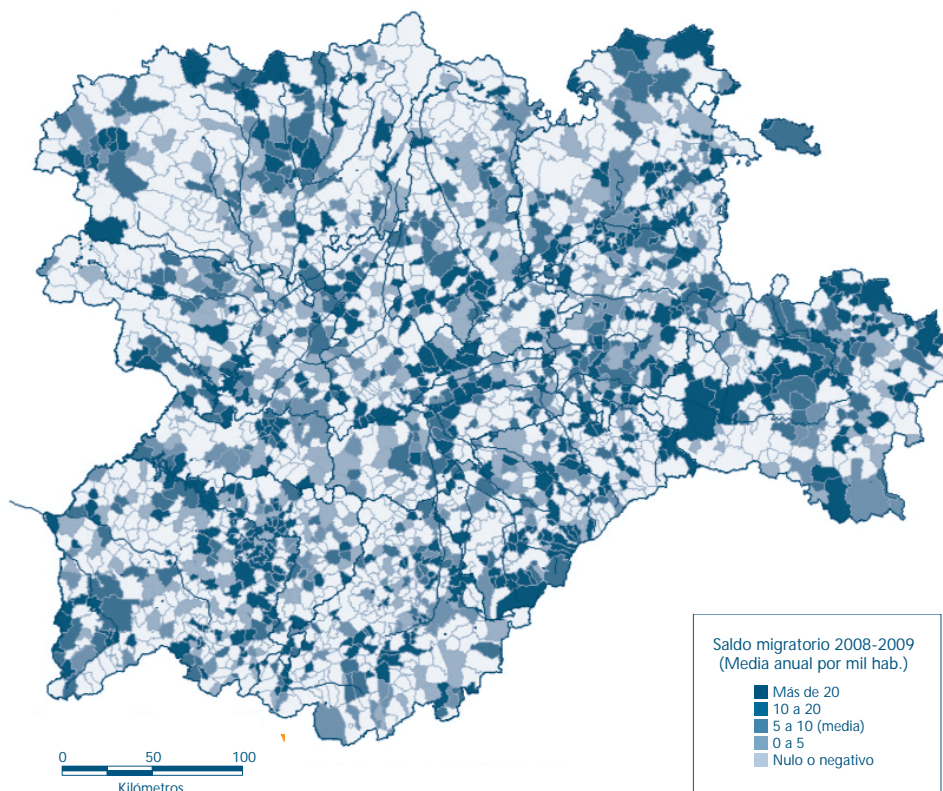 Saldo migratorio 2008-2009
(Media anual por mil hab.)
Más de 20
10 a 20
5 a 10 (media)
0 a 5
Nulo o negativo
0 50 100
Kilómetros